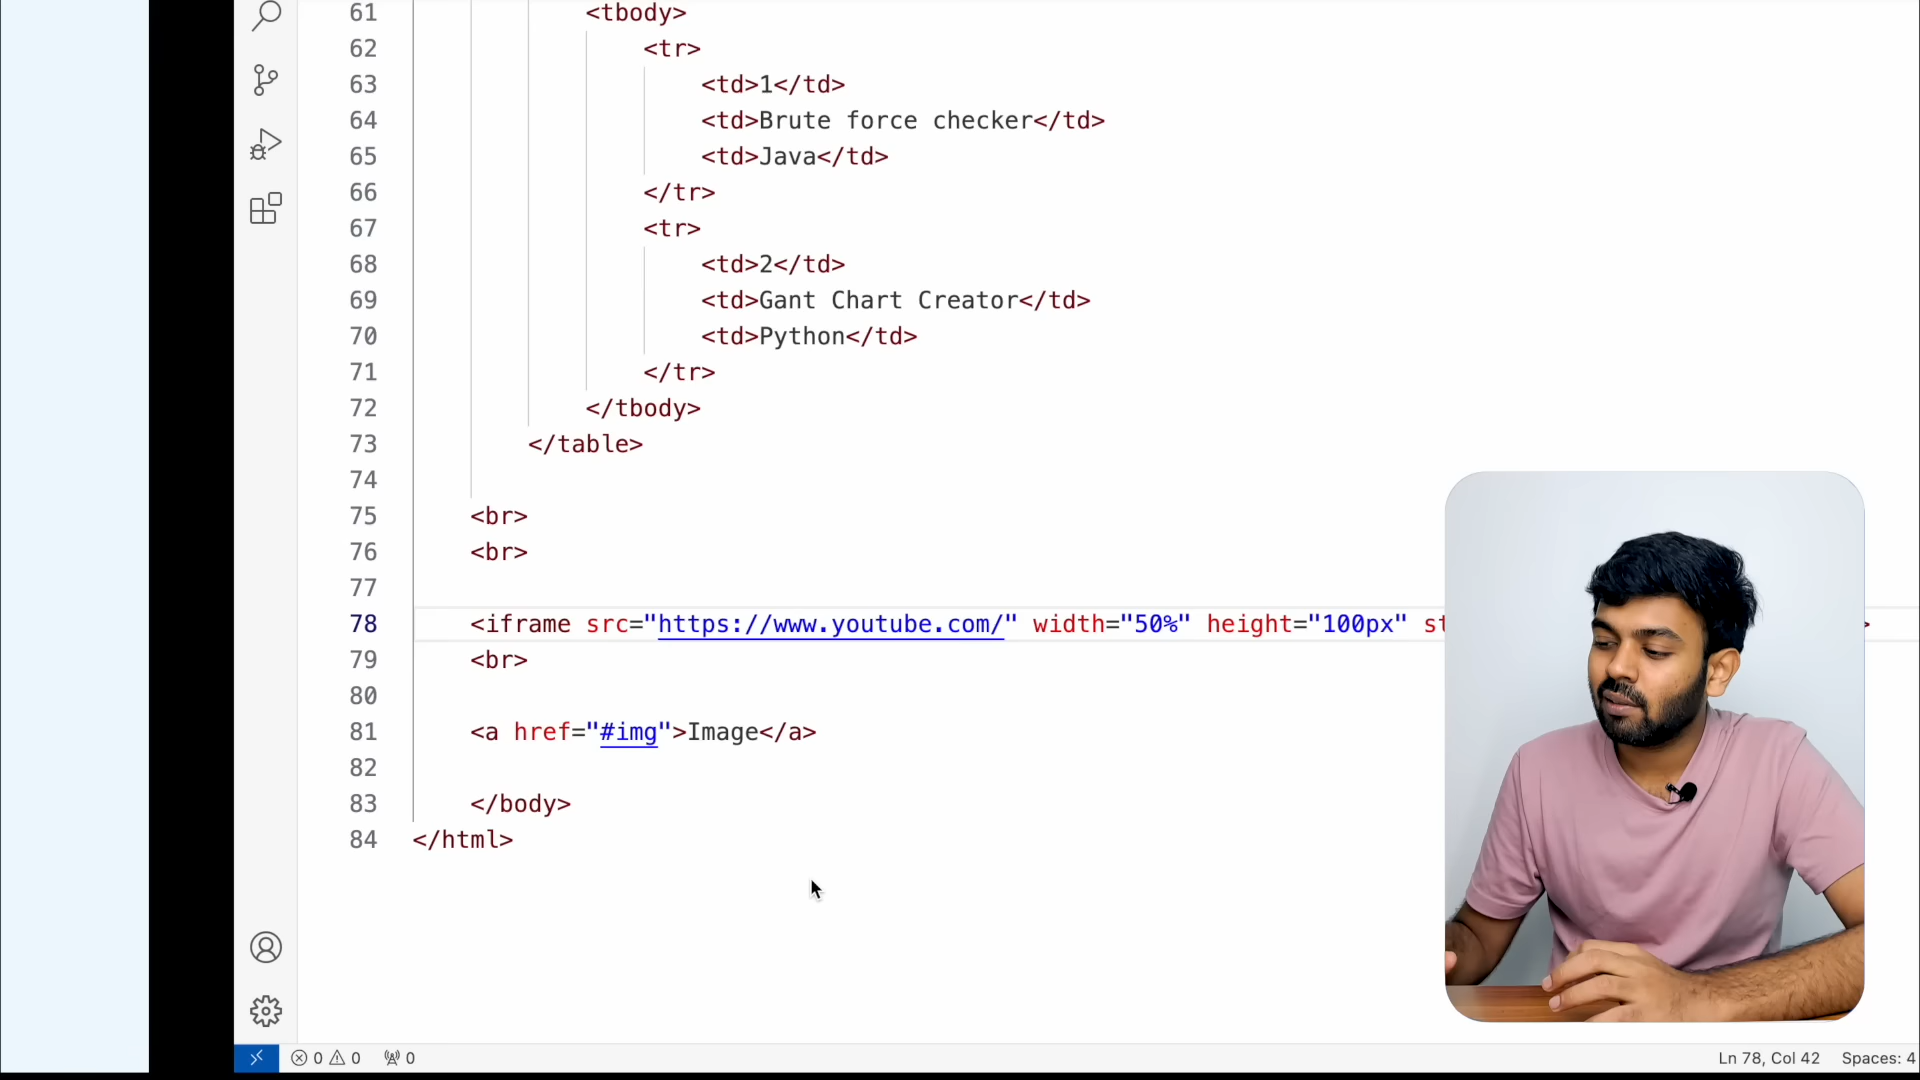 61 <tbody>
62 <tr>
63 <td>1</td>
64 <td>Brute force checker</td>
65 <td>Java</td>
66 </tr>
67 <tr>
68 <td>2</td>
69 <td>Gant Chart Creator</td>
70 <td>Python</td>
71 </tr>
72 </tbody>
73 </table>
74
75 <br>
76 <br>
77
78 <iframe src="https://www.youtube.com/" width="50%" height="100px" st >
79 <br>
80
81 <a href="#img">Image</a>
82
83 </body>
84 </html>
0 0 0 Ln 78, Col 42 Spaces: 4